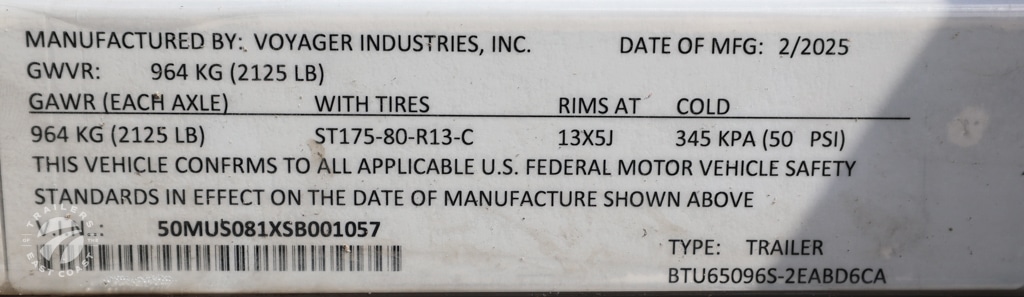 MANUFACTURED BY: VOYAGER INDUSTRIES, INC. DATE OF MFG: 2/2025
GWVR: 964 KG (2125 LB)
GAWR (EACH AXLE) WITH TIRES RIMS AT COLD
964 KG (2125 LB) ST175-80-R13-C 13X5J 345 KPA (50 PSI)
THIS VEHICLE CONFRMS TO ALL APPLICABLE U.S. FEDERAL MOTOR VEHICLE SAFETY
STANDARDS IN EFFECT ON THE DATE OF MANUFACTURE SHOWN ABOVE
V.I.N.: 50MUS081XSB001057
TYPE: TRAILER
BTU65096S-2EABD6CA
TRAILERS
EAST COAST